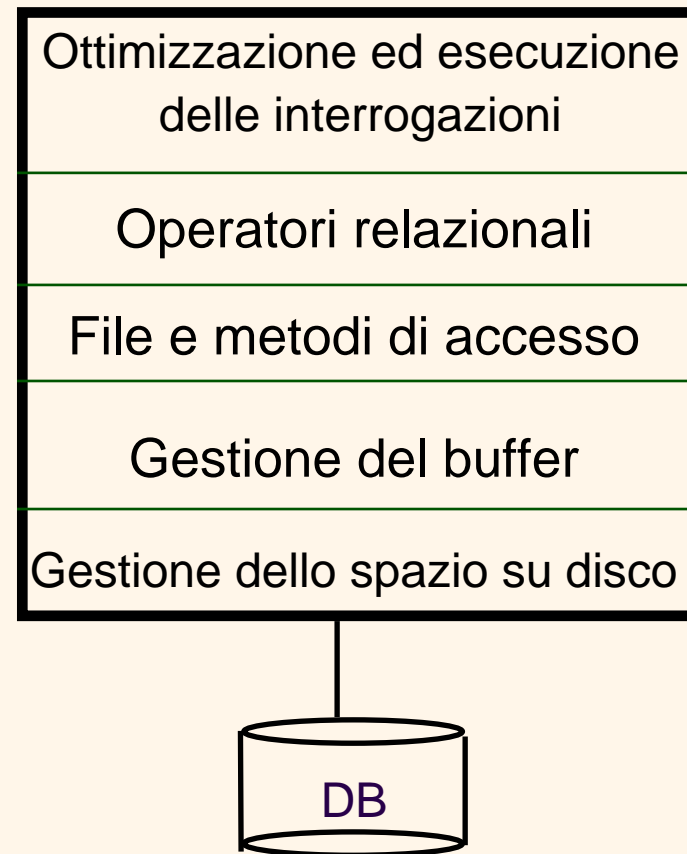 Ottimizzazione ed esecuzione
delle interrogazioni
Operatori relazionali
File e metodi di accesso
Gestione del buffer
Gestione dello spazio su disco
DB